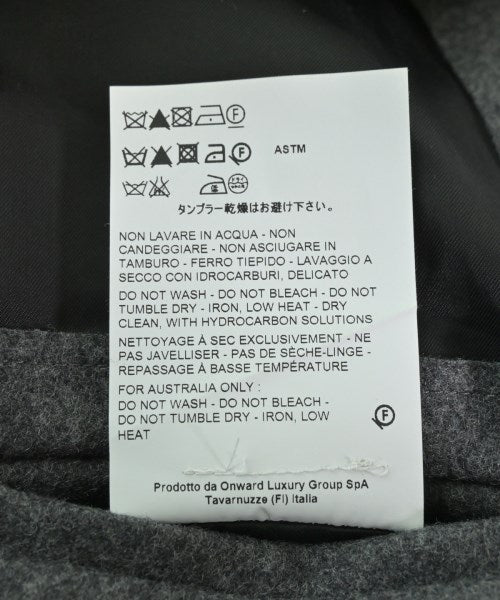 F
F ASTM
ドライ
タンブラー乾燥はお避け下さい。
NON LAVARE IN ACQUA - NON
CANDEGGIARE - NON ASCIUGARE IN
TAMBURO - FERRO TIEPIDO - LAVAGGIO A
SECCO CON IDROCARBURI, DELICATO
DO NOT WASH - DO NOT BLEACH - DO NOT
TUMBLE DRY - IRON, LOW HEAT - DRY
CLEAN, WITH HYDROCARBON SOLUTIONS
NETTOYAGE À SEC EXCLUSIVEMENT - NE
PAS JAVELLISER - PAS DE SÈCHE-LINGE -
REPASSAGE À BASSE TEMPÉRATURE
FOR AUSTRALIA ONLY :
DO NOT WASH - DO NOT BLEACH -
DO NOT TUMBLE DRY - IRON, LOW
HEAT
F
Prodotto da Onward Luxury Group SpA
Tavarnuzze (FI) Italia